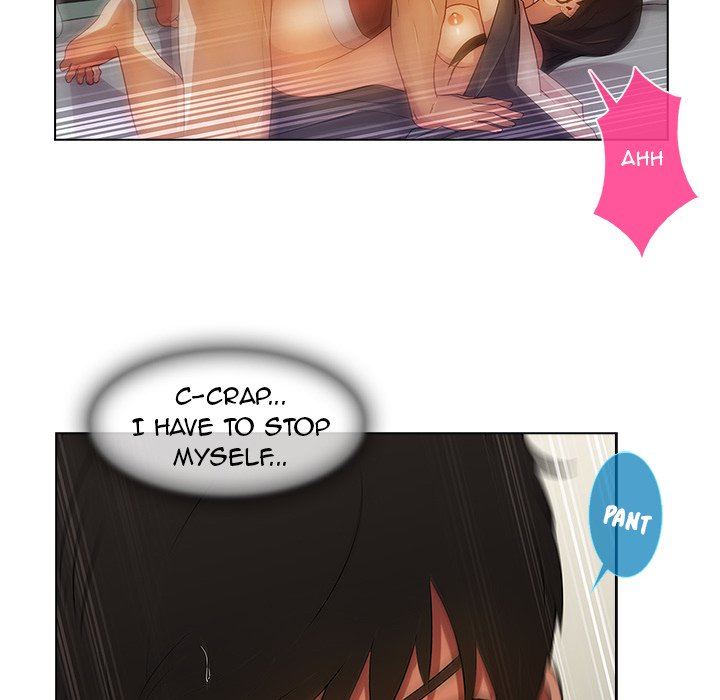 AHH
C-CRAP...
I HAVE TO STOP
MYSELF...
PANT